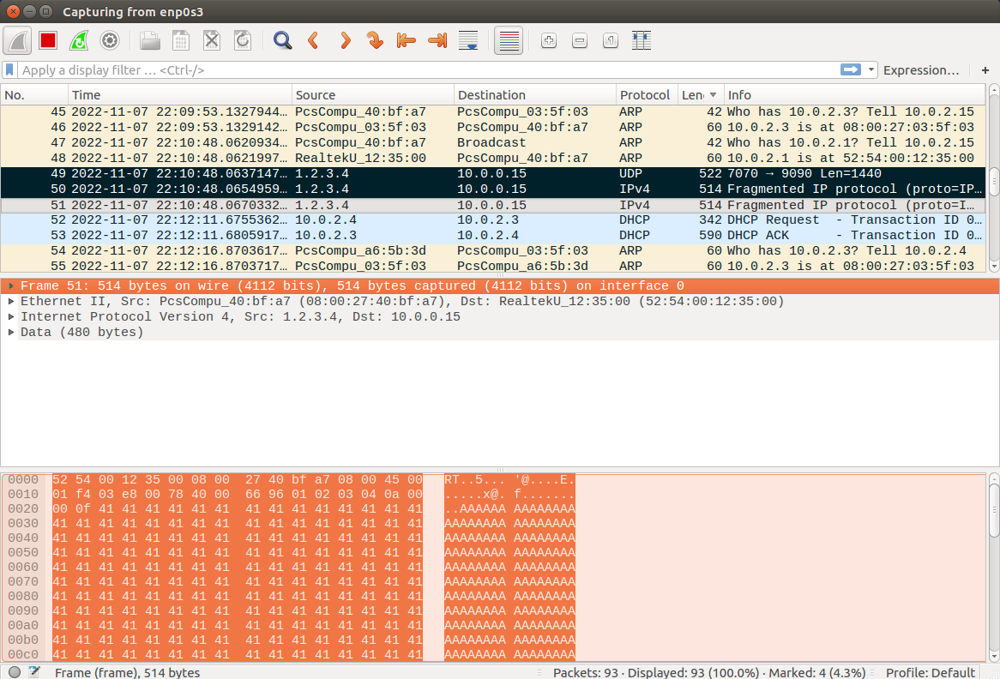 Capturing from enp0s3
Apply a display filter … <Ctrl-/>
Expression…
+
No. Time Source Destination Protocol Len Info
45 2022-11-07 22:09:53.1327944… PcsCompu_40:bf:a7 PcsCompu_03:5f:03 ARP 42 Who has 10.0.2.3? Tell 10.0.2.15
46 2022-11-07 22:09:53.1329142… PcsCompu_03:5f:03 PcsCompu_40:bf:a7 ARP 60 10.0.2.3 is at 08:00:27:03:5f:03
47 2022-11-07 22:10:48.0620934… PcsCompu_40:bf:a7 Broadcast ARP 42 Who has 10.0.2.1? Tell 10.0.2.15
48 2022-11-07 22:10:48.0621997… RealtekU_12:35:00 PcsCompu_40:bf:a7 ARP 60 10.0.2.1 is at 52:54:00:12:35:00
49 2022-11-07 22:10:48.0637147… 1.2.3.4 10.0.0.15 UDP 522 7070 → 9090 Len=1440
50 2022-11-07 22:10:48.0654959… 1.2.3.4 10.0.0.15 IPv4 514 Fragmented IP protocol (proto=IP…
51 2022-11-07 22:10:48.0670332… 1.2.3.4 10.0.0.15 IPv4 514 Fragmented IP protocol (proto=I…
52 2022-11-07 22:12:11.6755362… 10.0.2.4 10.0.2.3 DHCP 342 DHCP Request - Transaction ID 0…
53 2022-11-07 22:12:11.6805917… 10.0.2.3 10.0.2.4 DHCP 590 DHCP ACK - Transaction ID 0…
54 2022-11-07 22:12:16.8703617… PcsCompu_a6:5b:3d PcsCompu_03:5f:03 ARP 60 Who has 10.0.2.3? Tell 10.0.2.4
55 2022-11-07 22:12:16.8703717… PcsCompu_03:5f:03 PcsCompu_a6:5b:3d ARP 60 10.0.2.3 is at 08:00:27:03:5f:03
Frame 51: 514 bytes on wire (4112 bits), 514 bytes captured (4112 bits) on interface 0
Ethernet II, Src: PcsCompu_40:bf:a7 (08:00:27:40:bf:a7), Dst: RealtekU_12:35:00 (52:54:00:12:35:00)
Internet Protocol Version 4, Src: 1.2.3.4, Dst: 10.0.0.15
Data (480 bytes)
0000 52 54 00 12 35 00 08 00 27 40 bf a7 08 00 45 00 RT..5... '@....E.
0010 01 f4 03 e8 00 78 40 00 66 96 01 02 03 04 0a 00 .....x@. f.......
0020 00 0f 41 41 41 41 41 41 41 41 41 41 41 41 41 41 ..AAAAAA AAAAAAAA
0030 41 41 41 41 41 41 41 41 41 41 41 41 41 41 41 41 AAAAAAAA AAAAAAAA
0040 41 41 41 41 41 41 41 41 41 41 41 41 41 41 41 41 AAAAAAAA AAAAAAAA
0050 41 41 41 41 41 41 41 41 41 41 41 41 41 41 41 41 AAAAAAAA AAAAAAAA
0060 41 41 41 41 41 41 41 41 41 41 41 41 41 41 41 41 AAAAAAAA AAAAAAAA
0070 41 41 41 41 41 41 41 41 41 41 41 41 41 41 41 41 AAAAAAAA AAAAAAAA
0080 41 41 41 41 41 41 41 41 41 41 41 41 41 41 41 41 AAAAAAAA AAAAAAAA
0090 41 41 41 41 41 41 41 41 41 41 41 41 41 41 41 41 AAAAAAAA AAAAAAAA
00a0 41 41 41 41 41 41 41 41 41 41 41 41 41 41 41 41 AAAAAAAA AAAAAAAA
00b0 41 41 41 41 41 41 41 41 41 41 41 41 41 41 41 41 AAAAAAAA AAAAAAAA
00c0 41 41 41 41 41 41 41 41 41 41 41 41 41 41 41 41 AAAAAAAA AAAAAAAA
Frame (frame), 514 bytes
Packets: 93 · Displayed: 93 (100.0%) · Marked: 4 (4.3%)
Profile: Default